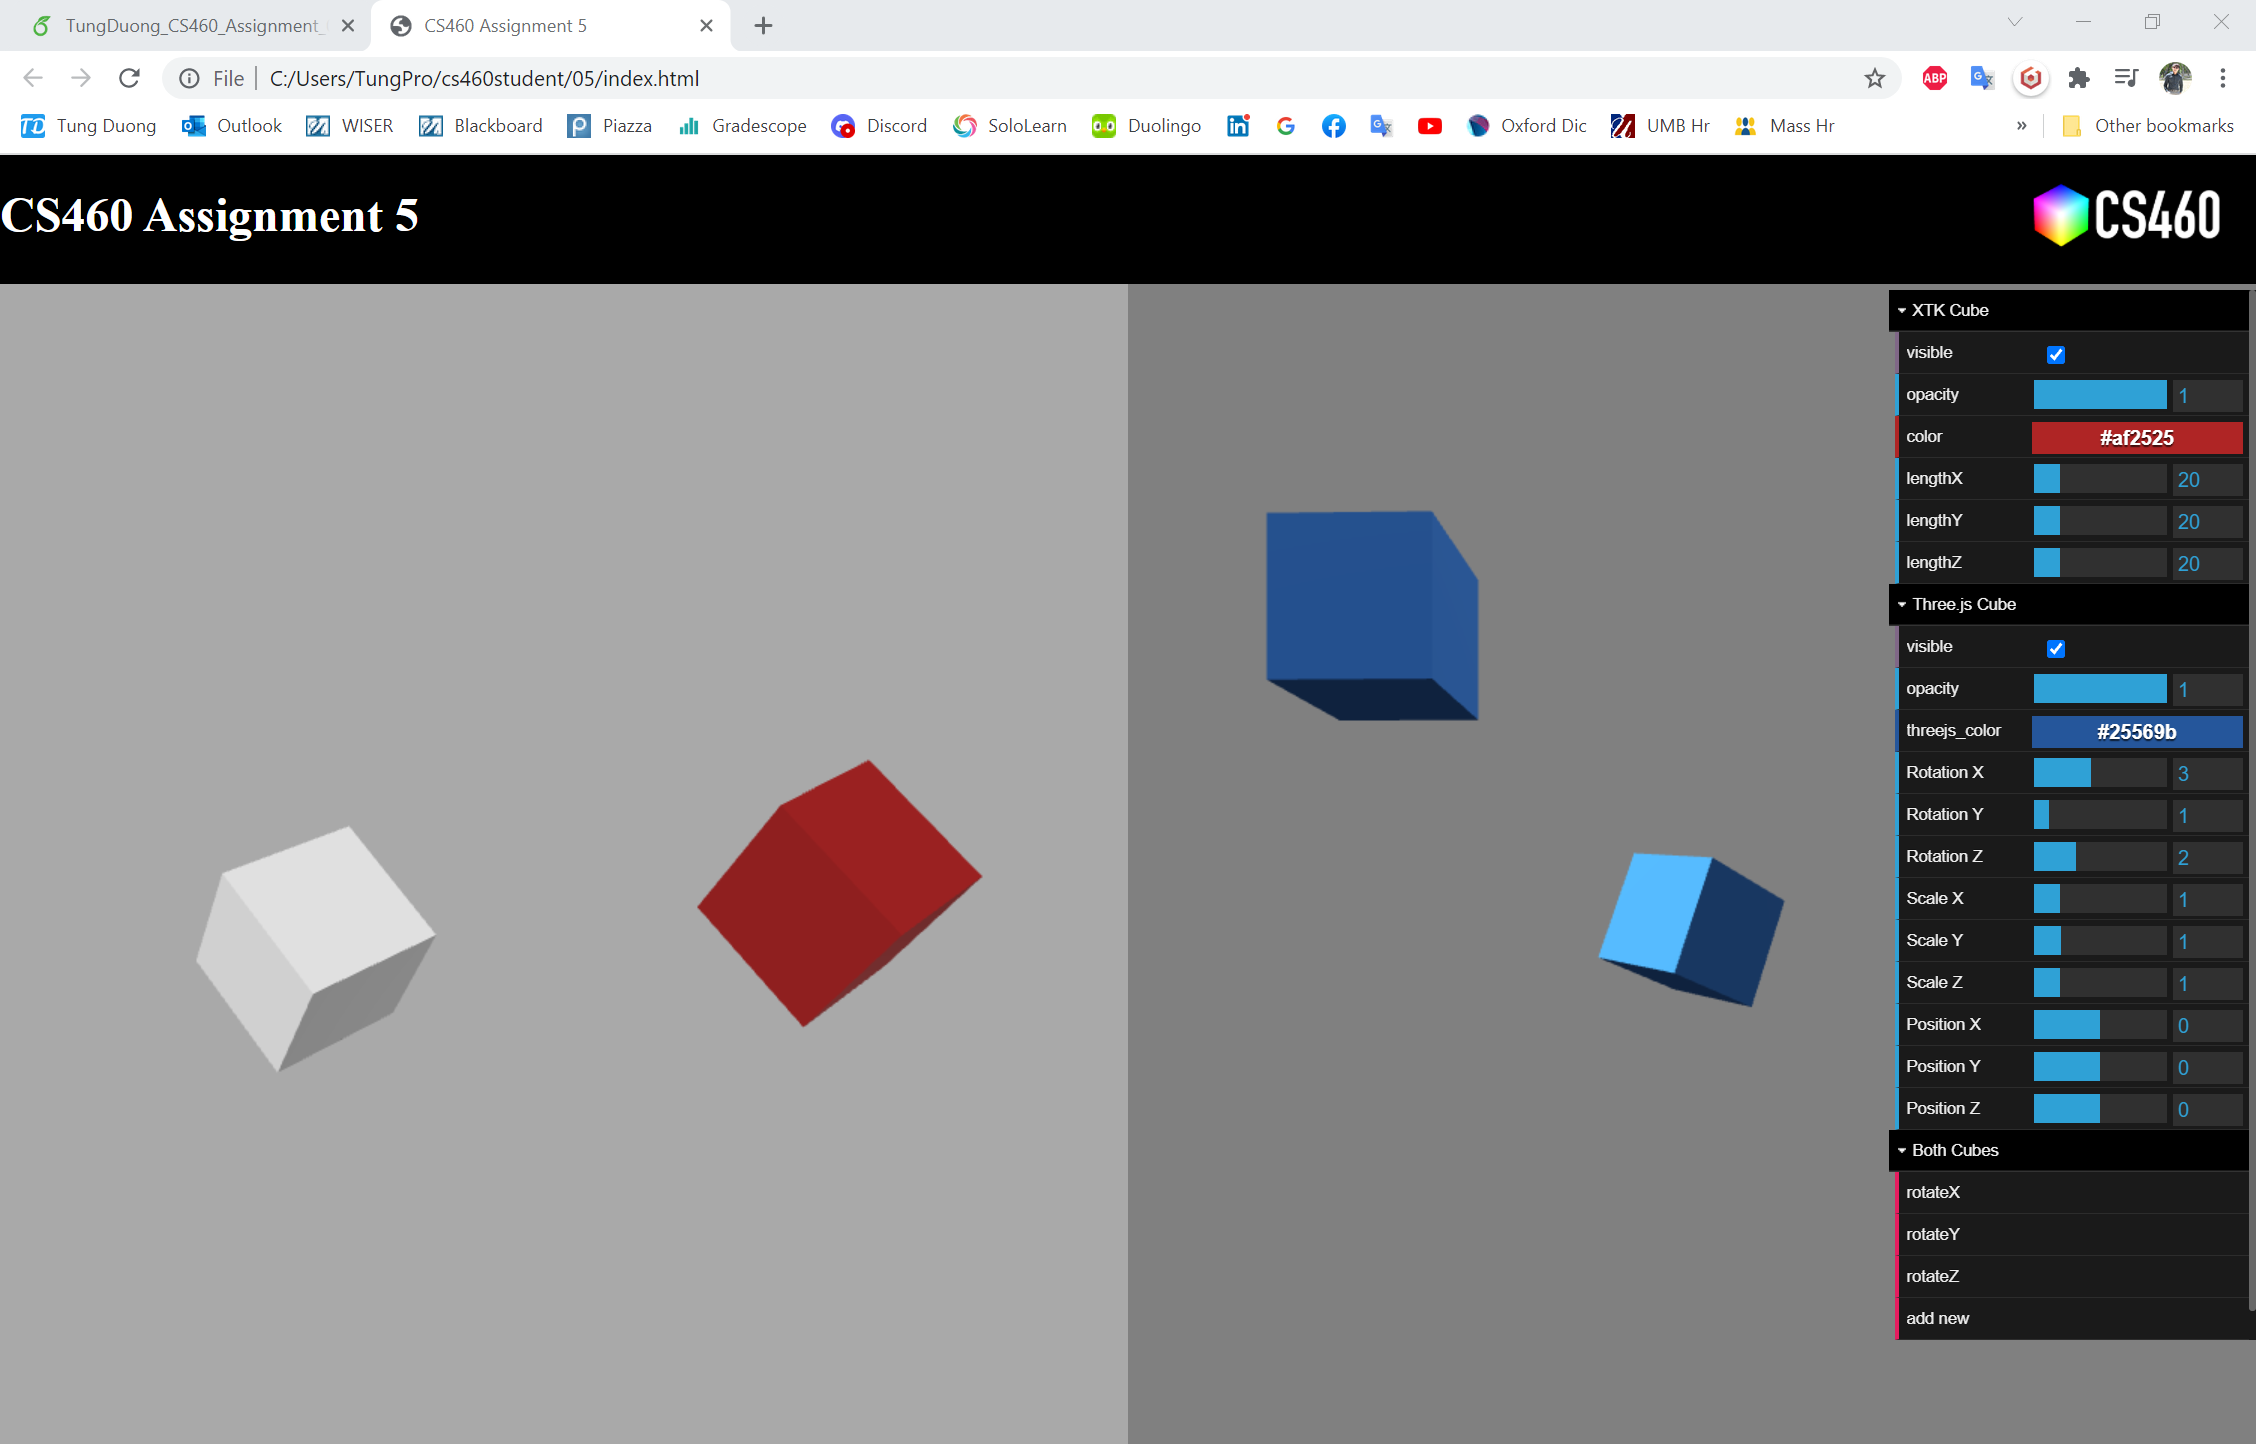 TungDuong_CS460_Assignment_
CS460 Assignment 5
File C:/Users/TungPro/cs460student/05/index.html
ABP
TD Tung Duong Outlook WISER Blackboard Piazza Gradescope Discord SoloLearn Duolingo Oxford Dic UMB Hr Mass Hr » Other bookmarks
CS460 Assignment 5
CS460
XTK Cube
visible
opacity 1
color #af2525
lengthX 20
lengthY 20
lengthZ 20
Three.js Cube
visible
opacity 1
threejs_color #25569b
Rotation X 3
Rotation Y 1
Rotation Z 2
Scale X 1
Scale Y 1
Scale Z 1
Position X 0
Position Y 0
Position Z 0
Both Cubes
rotateX
rotateY
rotateZ
add new